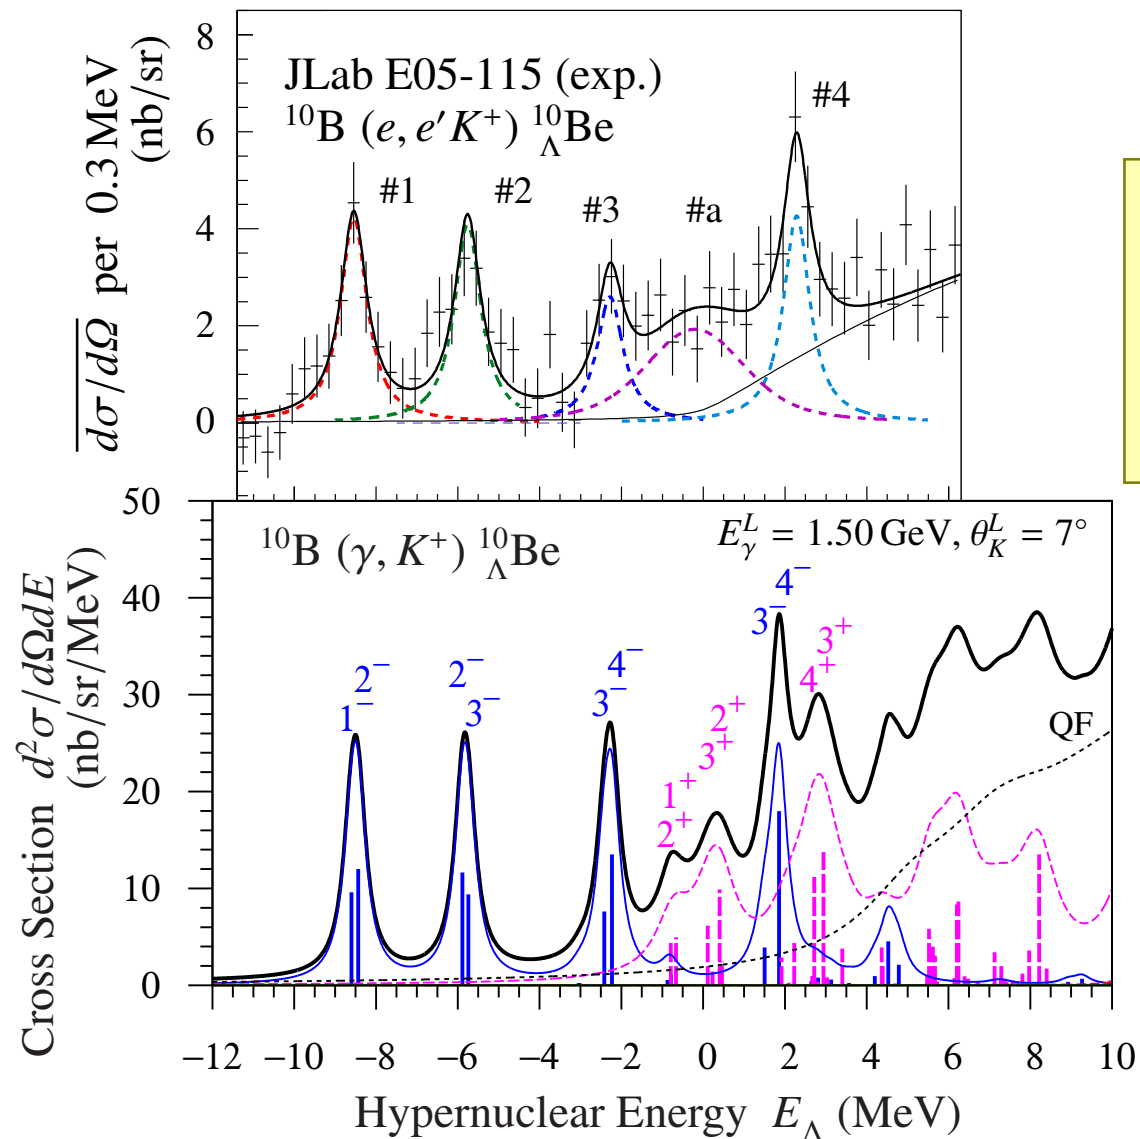 8
6
4
2
0
dσ/dΩ per 0.3 MeV
(nb/sr)
JLab E05-115 (exp.)
¹⁰B (e, e′K⁺) ¹⁰ΛBe
#1
#2
#3
#a
#4
50
40
30
20
10
0
Cross Section d²σ/dΩdE
(nb/sr/MeV)
¹⁰B (γ, K⁺) ¹⁰ΛBe
E^L_γ = 1.50 GeV, θ^L_K = 7°
2⁻
1⁻
2⁻
3⁻
4⁻
3⁻
1⁺
2⁺
2⁺
3⁺
4⁻
3⁻
3⁺
4⁺
QF
−12 −10 −8 −6 −4 −2 0 2 4 6 8 10
Hypernuclear Energy E_Λ (MeV)